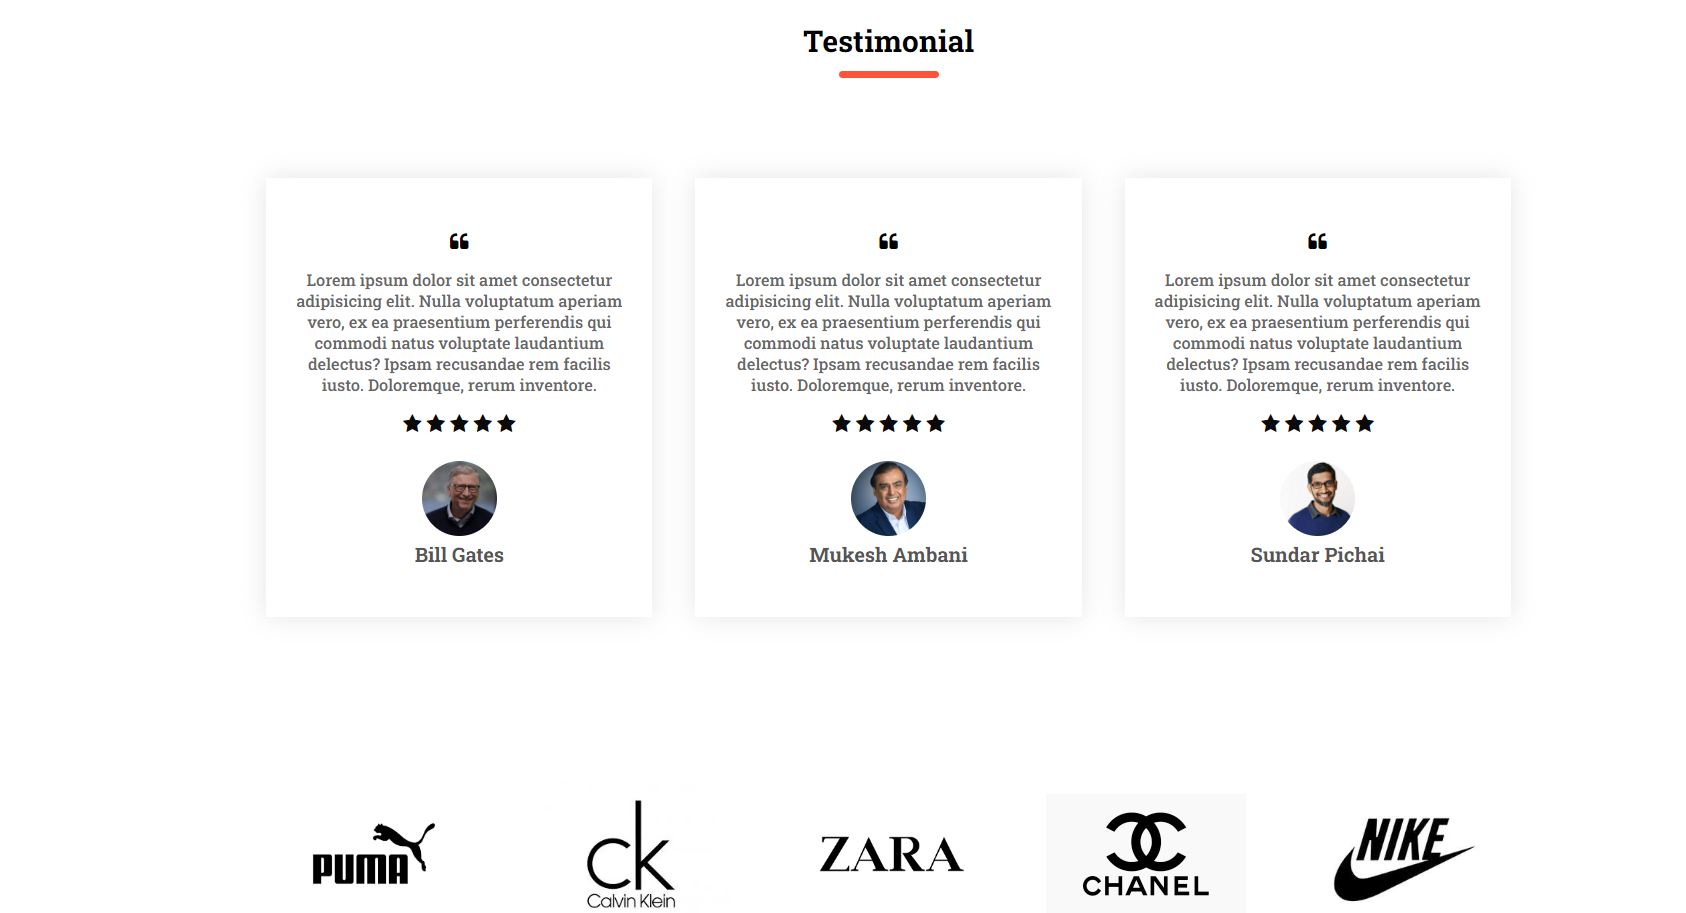 Testimonial
❝
Lorem ipsum dolor sit amet consectetur
adipisicing elit. Nulla voluptatum aperiam
vero, ex ea praesentium perferendis qui
commodi natus voluptate laudantium
delectus? Ipsam recusandae rem facilis
iusto. Doloremque, rerum inventore.
★★★★★
Bill Gates
❝
Lorem ipsum dolor sit amet consectetur
adipisicing elit. Nulla voluptatum aperiam
vero, ex ea praesentium perferendis qui
commodi natus voluptate laudantium
delectus? Ipsam recusandae rem facilis
iusto. Doloremque, rerum inventore.
★★★★★
Mukesh Ambani
❝
Lorem ipsum dolor sit amet consectetur
adipisicing elit. Nulla voluptatum aperiam
vero, ex ea praesentium perferendis qui
commodi natus voluptate laudantium
delectus? Ipsam recusandae rem facilis
iusto. Doloremque, rerum inventore.
★★★★★
Sundar Pichai
PUMA
ck
Calvin Klein
ZARA
CHANEL
NIKE